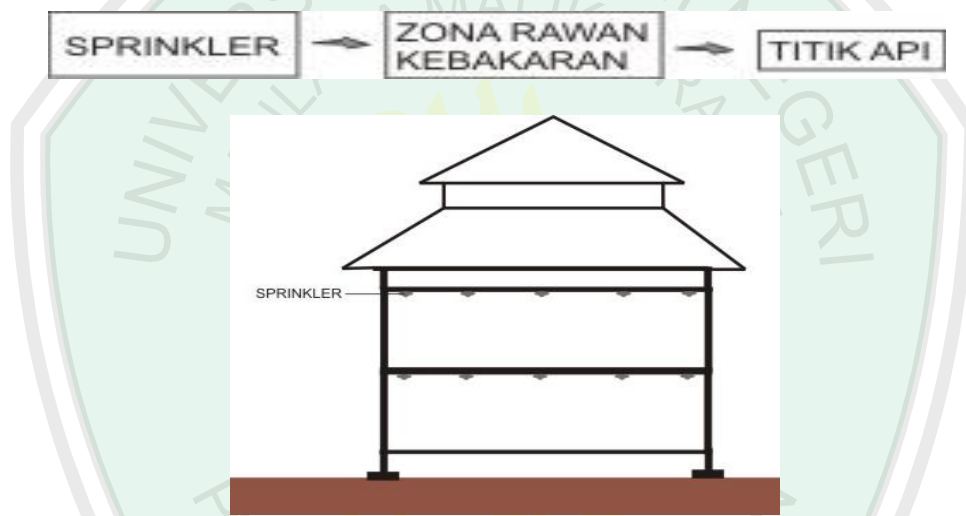 SPRINKLER
ZONA RAWAN
KEBAKARAN
TITIK API
SPRINKLER